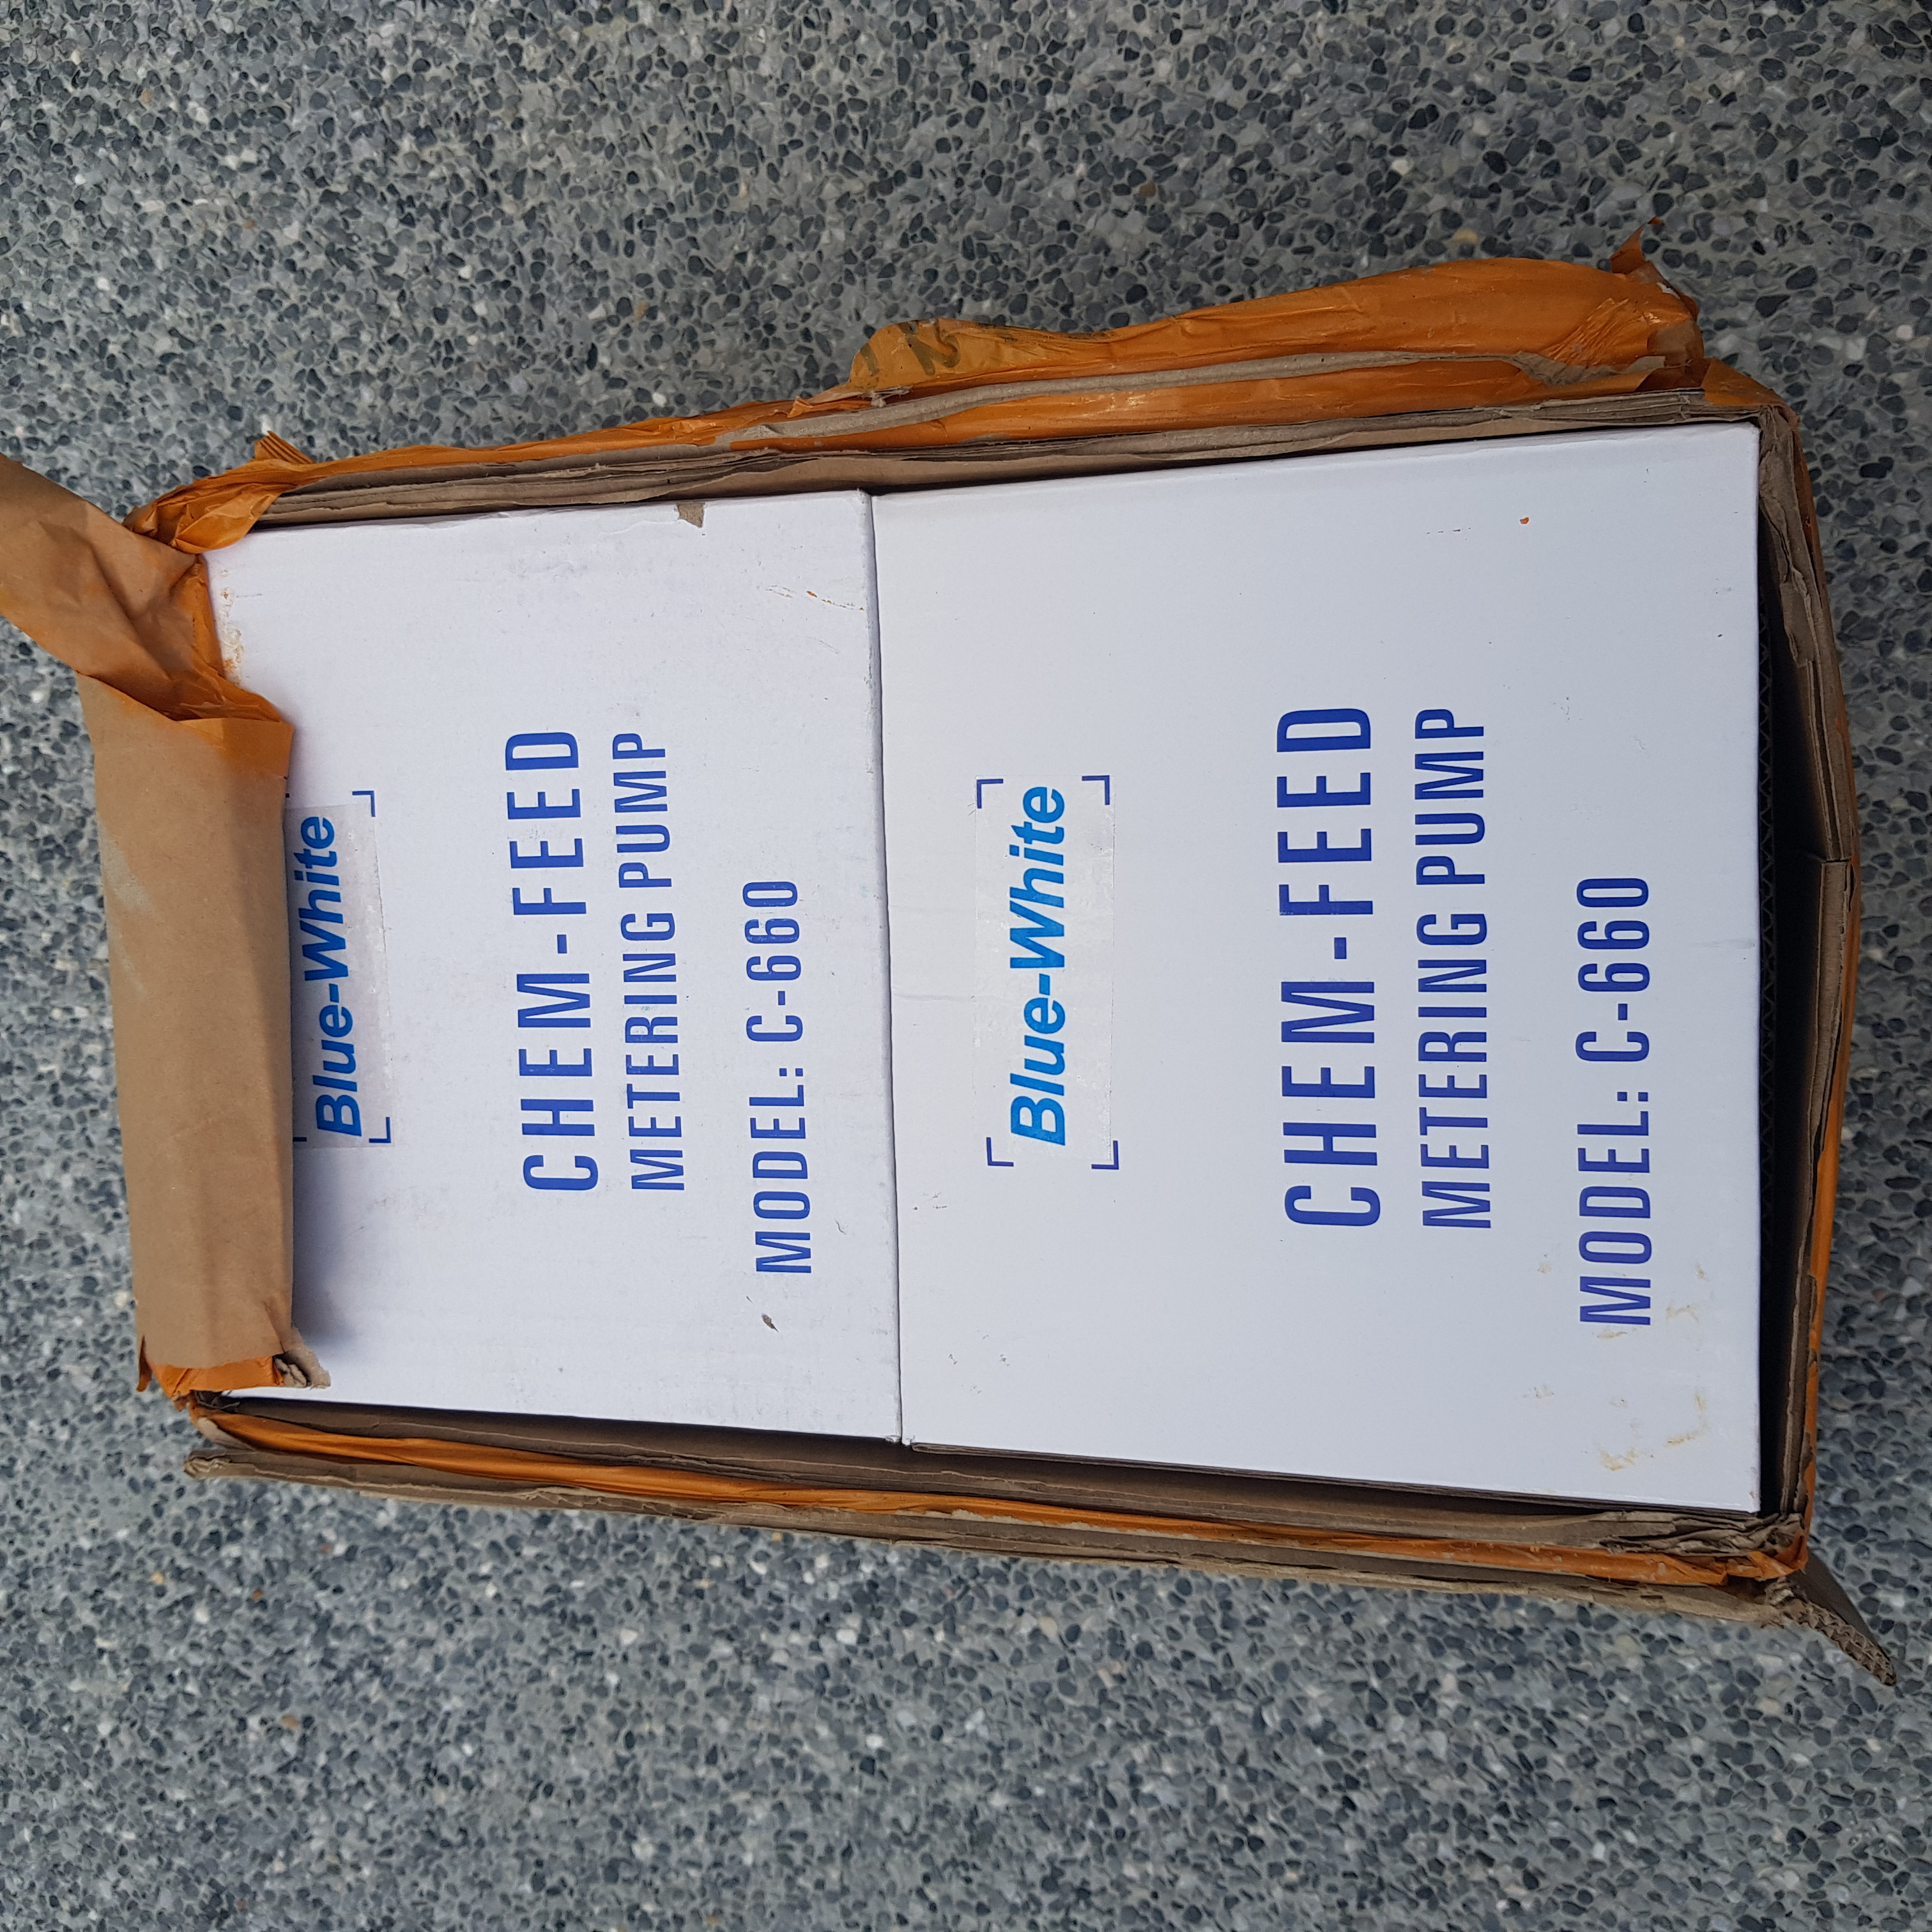 Blue-White
CHEM-FEED
METERING PUMP
MODEL: C-660
Blue-White
CHEM-FEED
METERING PUMP
MODEL: C-660